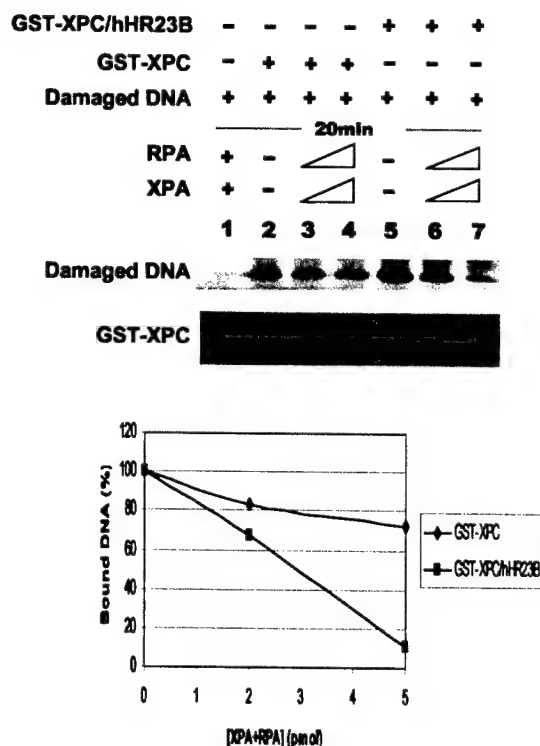 GST-XPC/hHR23B - - - - + + +
GST-XPC - + + + - - -
Damaged DNA + + + + + + +
20min
RPA + - -
XPA + - -
1 2 3 4 5 6 7
Damaged DNA
GST-XPC
120
100
80
60
40
20
0
Bound DNA (%)
0 1 2 3 4 5
[XPA+RPA] (pmol)
GST-XPC
GST-XPC/hHR23B